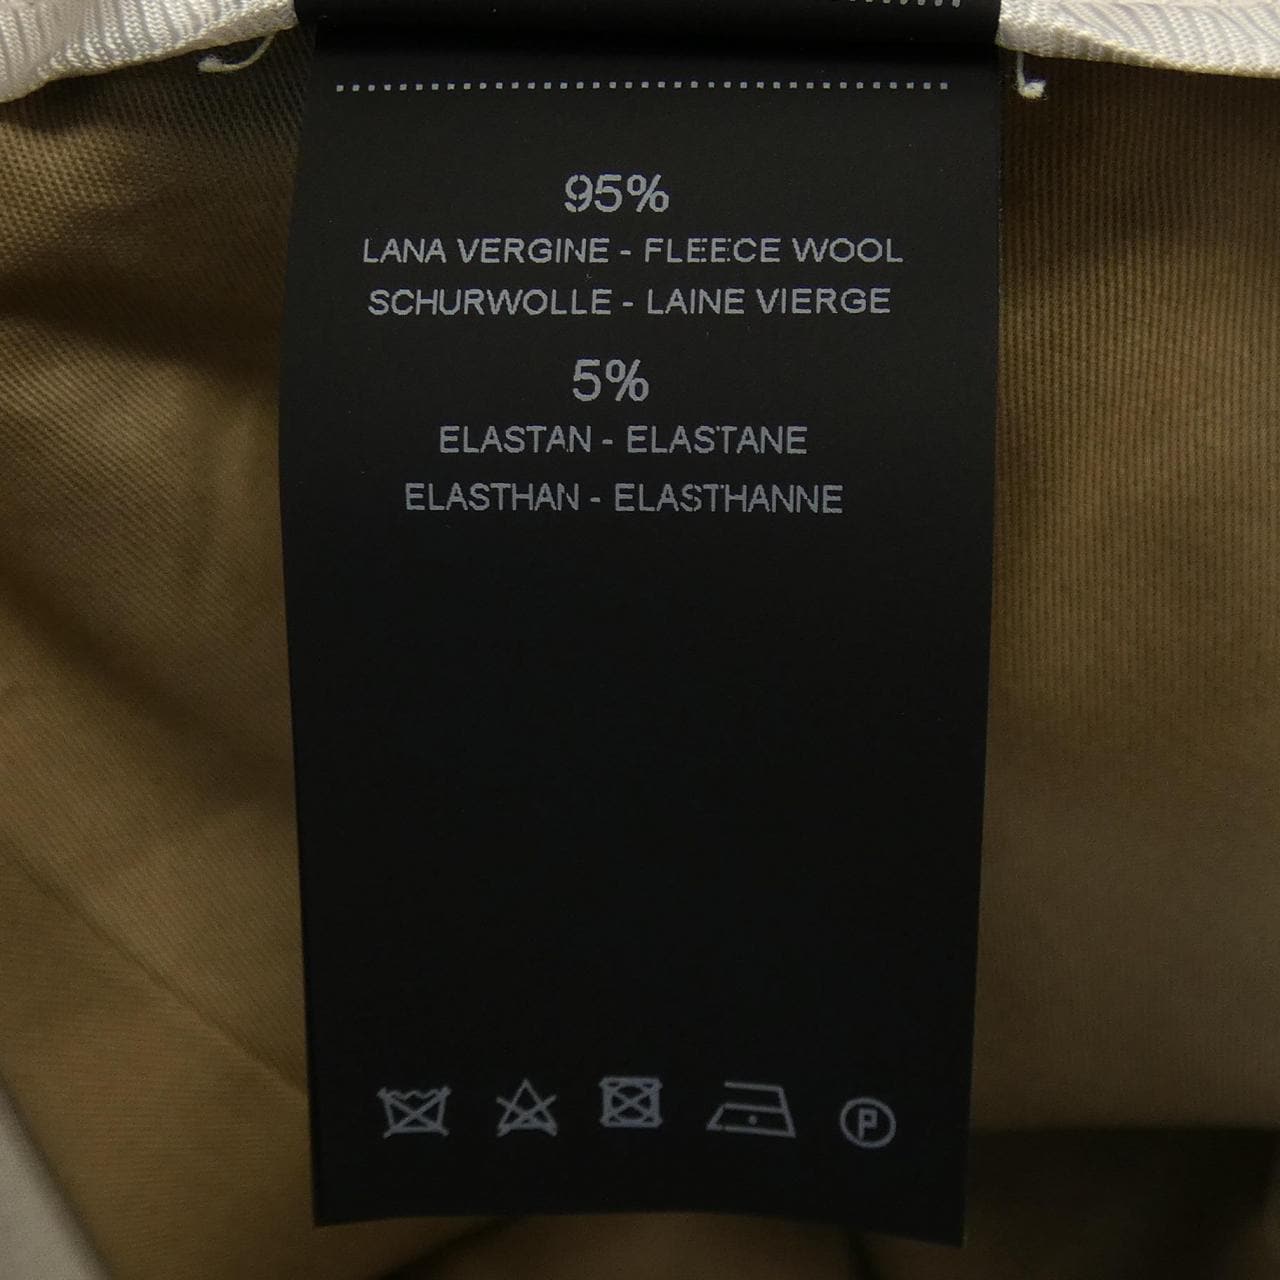 95%
LANA VERGINE - FLEECE WOOL
SCHURWOLLE - LAINE VIERGE
5%
ELASTAN - ELASTANE
ELASTHAN - ELASTHANNE
P